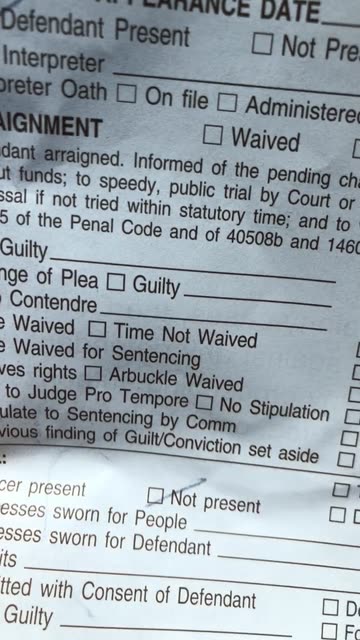 APPEARANCE DATE
Defendant Present ☐ Not Pre
Interpreter
preter Oath ☐ On file ☐ Administered
AIGNMENT ☐ Waived
dant arraigned. Informed of the pending cha
ut funds; to speedy, public trial by Court or
ssal if not tried within statutory time; and to
5 of the Penal Code and of 40508b and 1460
Guilty
nge of Plea ☐ Guilty
Contendre
e Waived ☐ Time Not Waived
e Waived for Sentencing
ves rights ☐ Arbuckle Waived
to Judge Pro Tempore ☐ No Stipulation
ulate to Sentencing by Comm
vious finding of Guilt/Conviction set aside
.:
cer present ☐ Not present
esses sworn for People
esses sworn for Defendant
its
tted with Consent of Defendant
Guilty